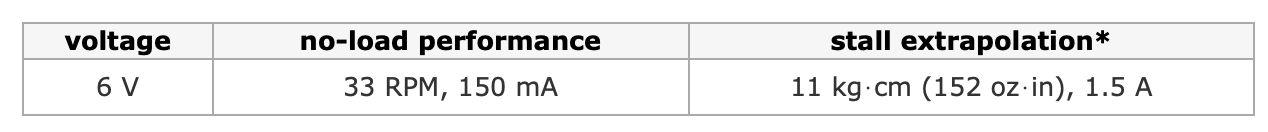 voltage no-load performance stall extrapolation*
6 V 33 RPM, 150 mA 11 kg⋅cm (152 oz⋅in), 1.5 A